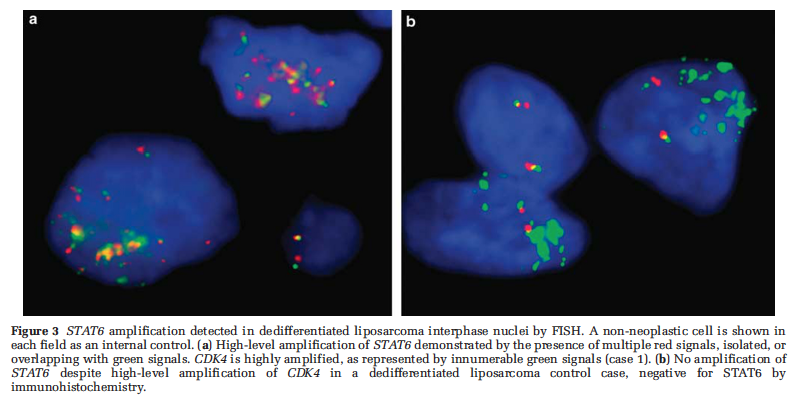 a
b
Figure 3 STAT6 amplification detected in dedifferentiated liposarcoma interphase nuclei by FISH. A non-neoplastic cell is shown in
each field as an internal control. (a) High-level amplification of STAT6 demonstrated by the presence of multiple red signals, isolated, or
overlapping with green signals. CDK4 is highly amplified, as represented by innumerable green signals (case 1). (b) No amplification of
STAT6 despite high-level amplification of CDK4 in a dedifferentiated liposarcoma control case, negative for STAT6 by
immunohistochemistry.